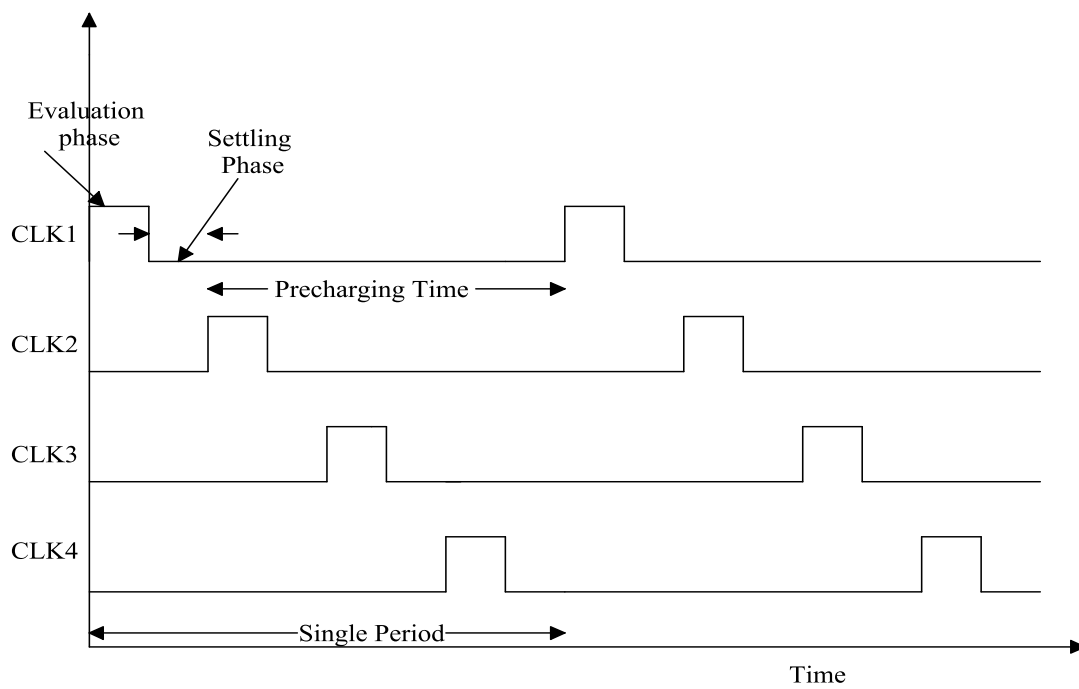 Evaluation
phase
Settling
Phase
CLK1
Precharging Time
CLK2
CLK3
CLK4
Single Period
Time